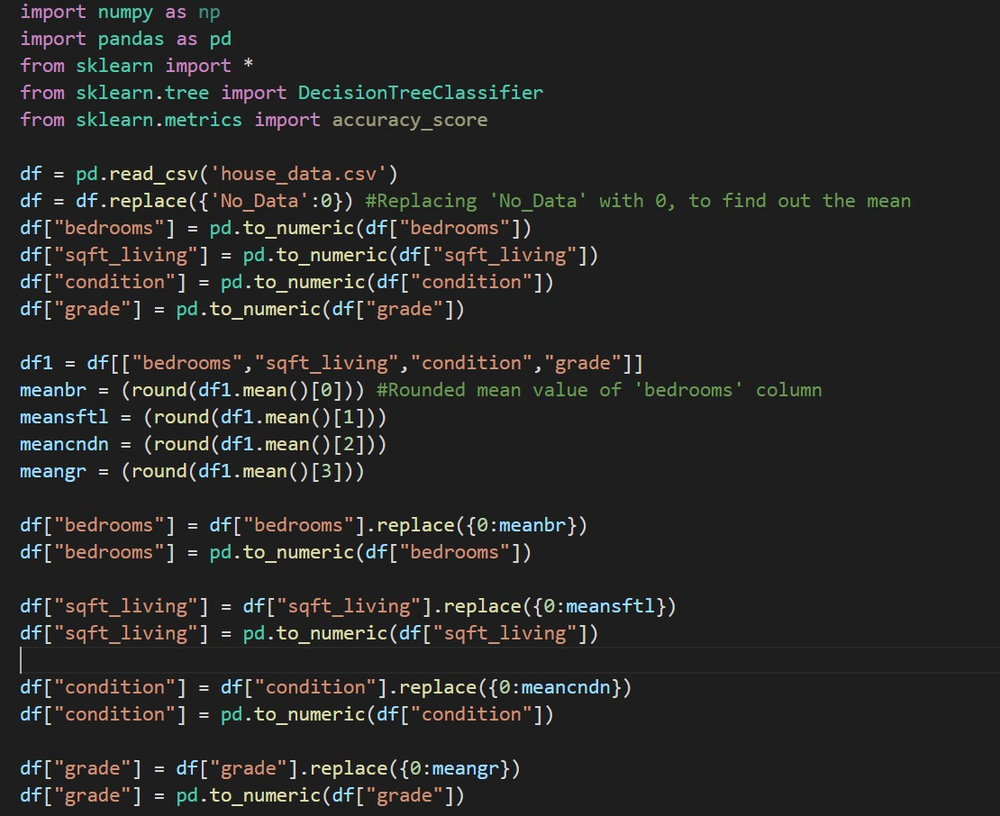 import numpy as np
import pandas as pd
from sklearn import *
from sklearn.tree import DecisionTreeClassifier
from sklearn.metrics import accuracy_score
df = pd.read_csv('house_data.csv')
df = df.replace({'No_Data':0}) #Replacing 'No_Data' with 0, to find out the mean
df["bedrooms"] = pd.to_numeric(df["bedrooms"])
df["sqft_living"] = pd.to_numeric(df["sqft_living"])
df["condition"] = pd.to_numeric(df["condition"])
df["grade"] = pd.to_numeric(df["grade"])
df1 = df[["bedrooms","sqft_living","condition","grade"]]
meanbr = (round(df1.mean()[0])) #Rounded mean value of 'bedrooms' column
meansftl = (round(df1.mean()[1]))
meancndn = (round(df1.mean()[2]))
meangr = (round(df1.mean()[3]))
df["bedrooms"] = df["bedrooms"].replace({0:meanbr})
df["bedrooms"] = pd.to_numeric(df["bedrooms"])
df["sqft_living"] = df["sqft_living"].replace({0:meansftl})
df["sqft_living"] = pd.to_numeric(df["sqft_living"])
df["condition"] = df["condition"].replace({0:meancndn})
df["condition"] = pd.to_numeric(df["condition"])
df["grade"] = df["grade"].replace({0:meangr})
df["grade"] = pd.to_numeric(df["grade"])